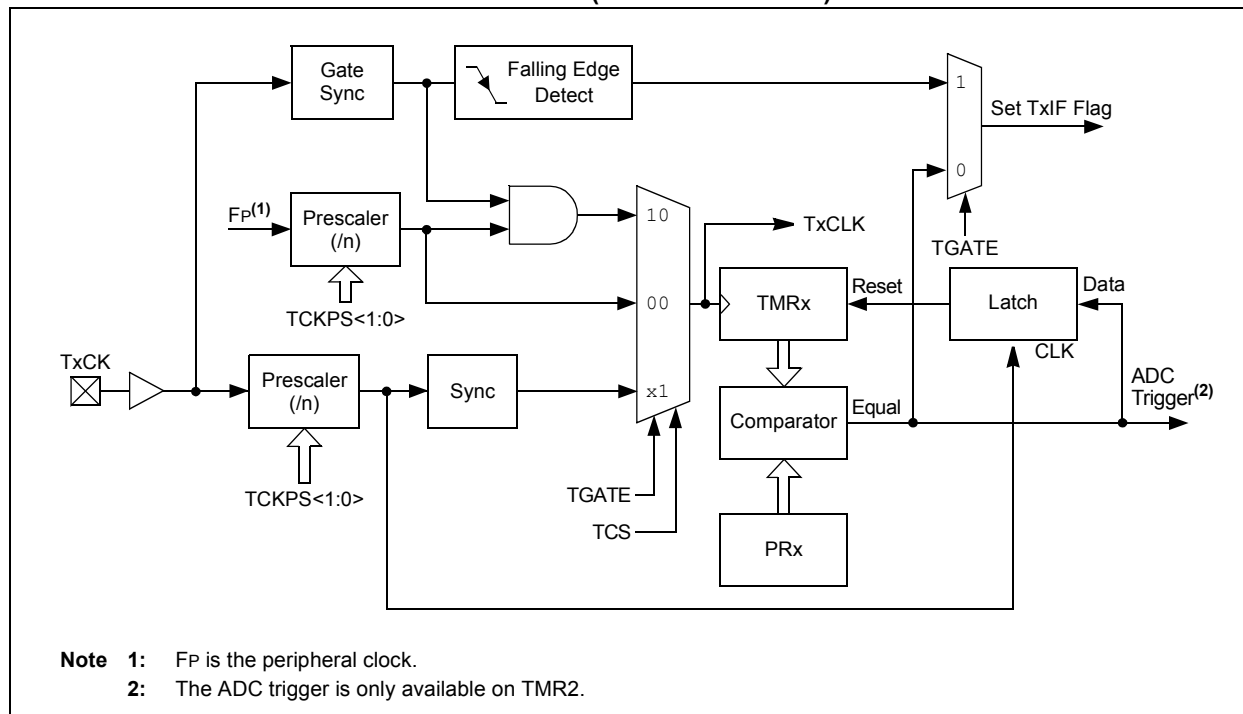 Gate
Sync
Falling Edge
Detect
1
Set TxIF Flag
0
TGATE
FP(1)
Prescaler
(/n)
TCKPS<1:0>
10
00
x1
TxCLK
TMRx
Reset
Latch
Data
CLK
TxCK
Prescaler
(/n)
Sync
TCKPS<1:0>
Comparator
Equal
ADC
Trigger(2)
TGATE
TCS
PRx
Note 1: FP is the peripheral clock.
2: The ADC trigger is only available on TMR2.